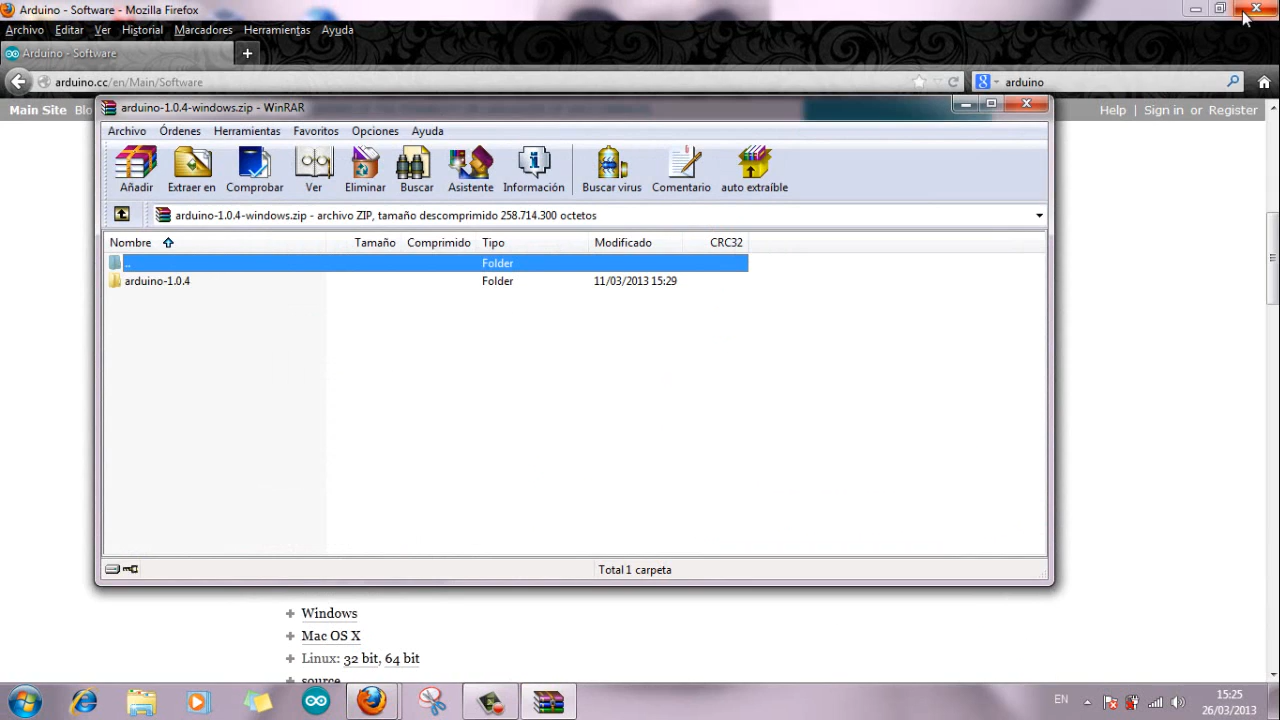 Arduino - Software - Mozilla Firefox
Archivo Editar Ver Historial Marcadores Herramientas Ayuda
Arduino - Software
arduino.cc/en/Main/Software
arduino
Main Site Blo
Help | Sign in or Register
arduino-1.0.4-windows.zip - WinRAR
Archivo Órdenes Herramientas Favoritos Opciones Ayuda
Añadir Extraer en Comprobar Ver Eliminar Buscar Asistente Información Buscar virus Comentario auto extraíble
arduino-1.0.4-windows.zip - archivo ZIP, tamaño descomprimido 258.714.300 octetos
Nombre Tamaño Comprimido Tipo Modificado CRC32
.. Folder
arduino-1.0.4 Folder 11/03/2013 15:29
Total 1 carpeta
Windows
Mac OS X
Linux: 32 bit, 64 bit
source
EN
15:25
26/03/2013